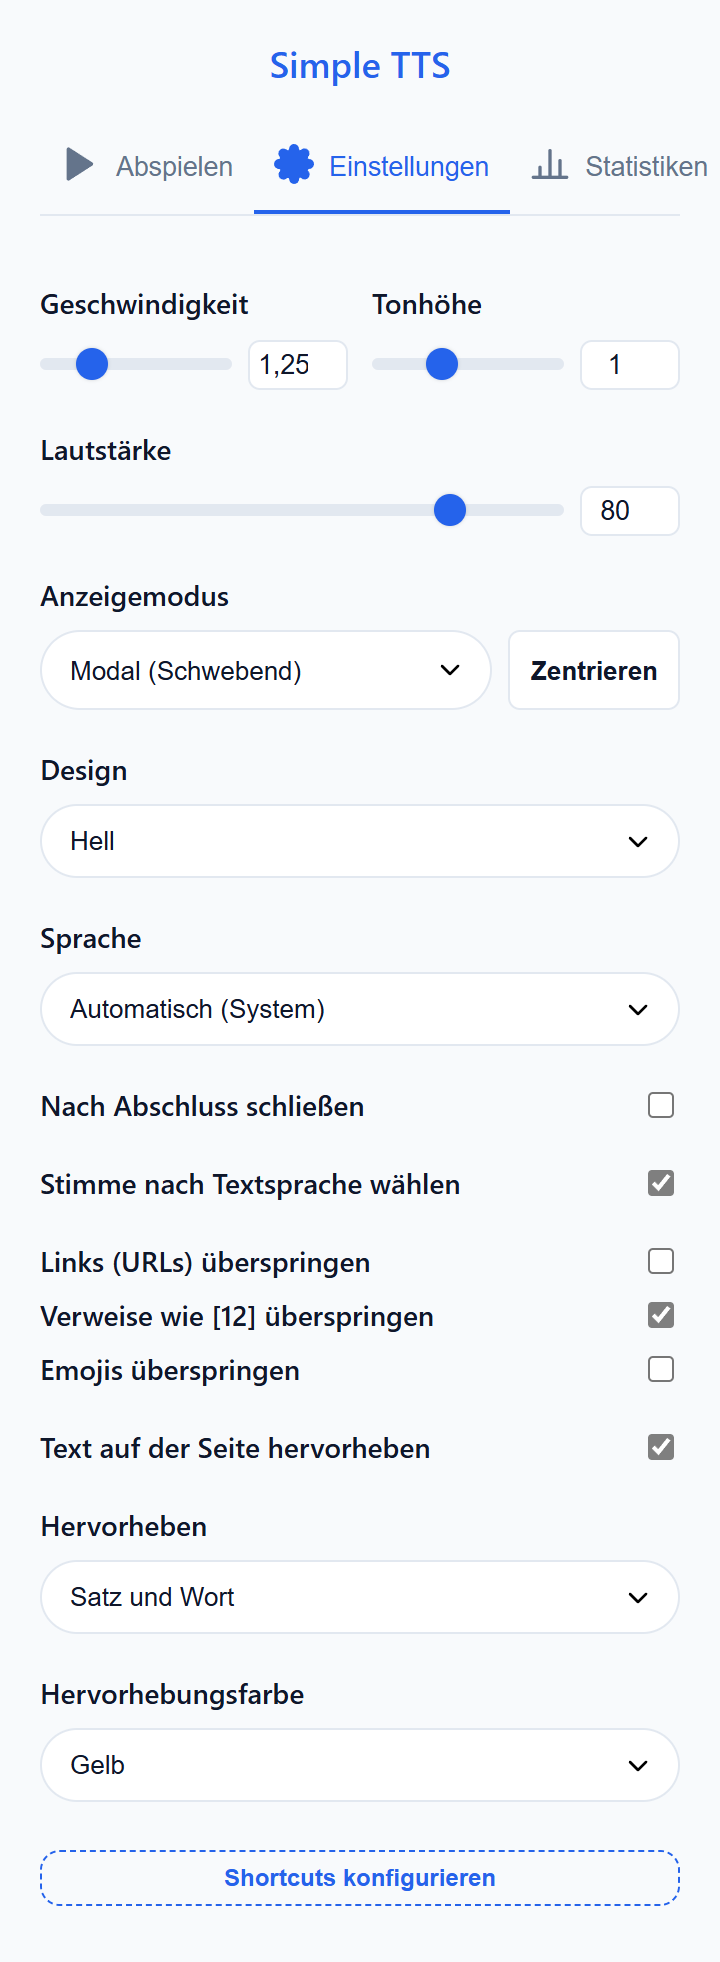 Simple TTS
Abspielen Einstellungen Statistiken
Geschwindigkeit Tonhöhe
1,25 1
Lautstärke
80
Anzeigemodus
Modal (Schwebend) Zentrieren
Design
Hell
Sprache
Automatisch (System)
Nach Abschluss schließen
Stimme nach Textsprache wählen
Links (URLs) überspringen
Verweise wie [12] überspringen
Emojis überspringen
Text auf der Seite hervorheben
Hervorheben
Satz und Wort
Hervorhebungsfarbe
Gelb
Shortcuts konfigurieren